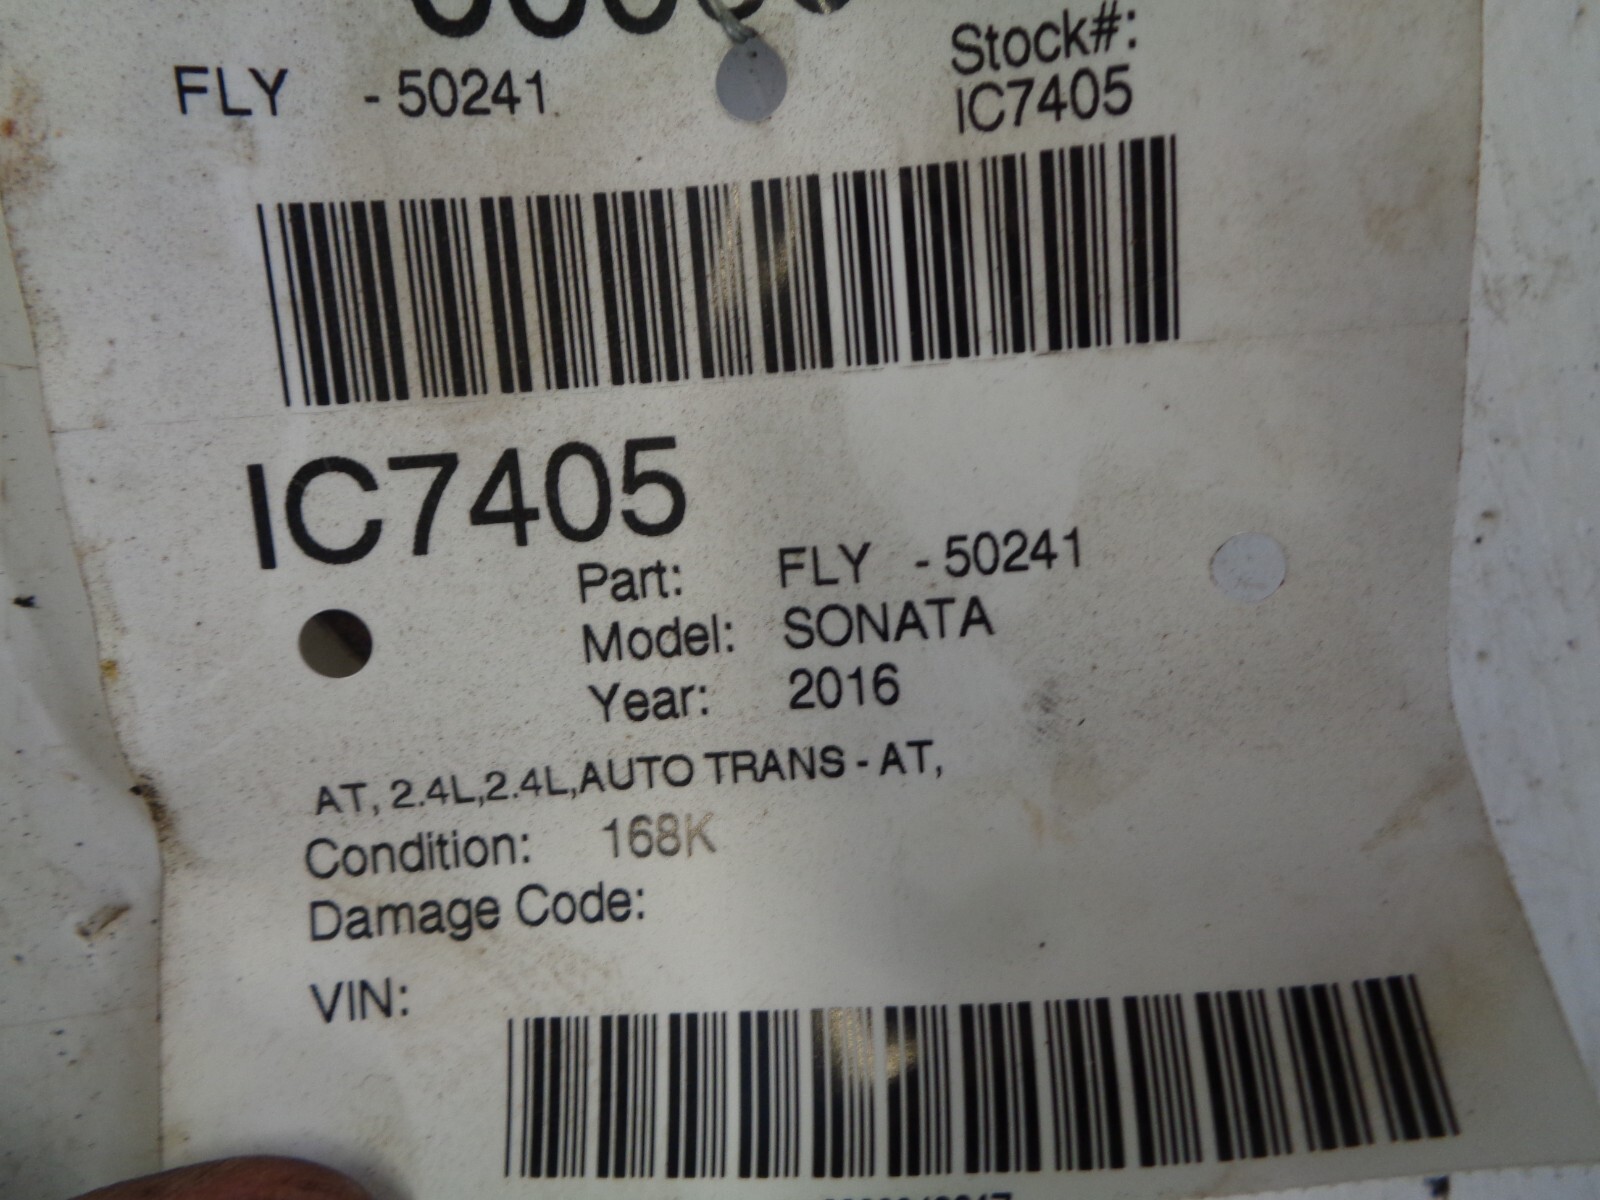 FLY - 50241
Stock#:
IC7405
IC7405
Part: FLY - 50241
Model: SONATA
Year: 2016
AT, 2.4L,2.4L,AUTO TRANS - AT,
Condition: 168K
Damage Code:
VIN: